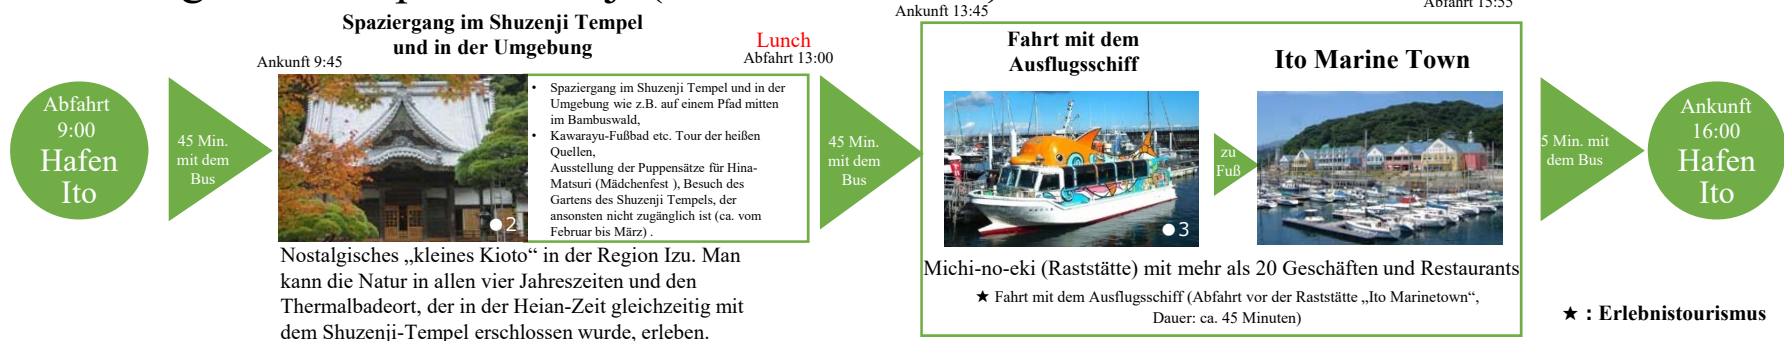 Abfahrt
9:00
Hafen
Ito
45 Min.
mit dem
Bus
Spaziergang im Shuzenji Tempel
und in der Umgebung
Ankunft 9:45
Lunch
Abfahrt 13:00
• Spaziergang im Shuzenji Tempel und in der
Umgebung wie z.B. auf einem Pfad mitten
im Bambuswald,
• Kawarayu-Fußbad etc. Tour der heißen
Quellen,
Ausstellung der Puppensätze für Hina-
Matsuri (Mädchenfest ), Besuch des
Gartens des Shuzenji Tempels, der
ansonsten nicht zugänglich ist (ca. vom
Februar bis März) .
●2
Nostalgisches „kleines Kioto“ in der Region Izu. Man
kann die Natur in allen vier Jahreszeiten und den
Thermalbadeort, der in der Heian-Zeit gleichzeitig mit
dem Shuzenji-Tempel erschlossen wurde, erleben.
45 Min.
mit dem
Bus
Ankunft 13:45
Abfahrt 15:55
Fahrt mit dem
Ausflugsschiff
●3
zu
Fuß
Ito Marine Town
Michi-no-eki (Raststätte) mit mehr als 20 Geschäften und Restaurants
★ Fahrt mit dem Ausflugsschiff (Abfahrt vor der Raststätte „Ito Marinetown“,
Dauer: ca. 45 Minuten)
5 Min. mit
dem Bus
Ankunft
16:00
Hafen
Ito
★ : Erlebnistourismus